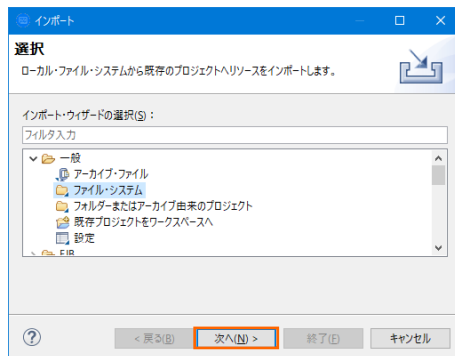 インポート
選択
ローカル・ファイル・システムから既存のプロジェクトへリソースをインポートします。
インポート・ウィザードの選択(S)：
フィルタ入力
一般
アーカイブ・ファイル
ファイル・システム
フォルダーまたはアーカイブ由来のプロジェクト
既存プロジェクトをワークスペースへ
設定
EJB
?
< 戻る(B)
次へ(N) >
終了(F)
キャンセル